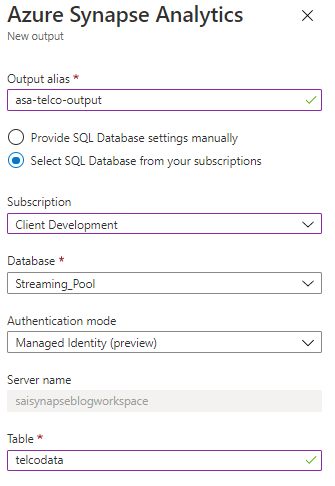 Azure Synapse Analytics
New output
Output alias *
asa-telco-output
Provide SQL Database settings manually
Select SQL Database from your subscriptions
Subscription
Client Development
Database *
Streaming_Pool
Authentication mode
Managed Identity (preview)
Server name
saisynapseblogworkspace
Table *
telcodata